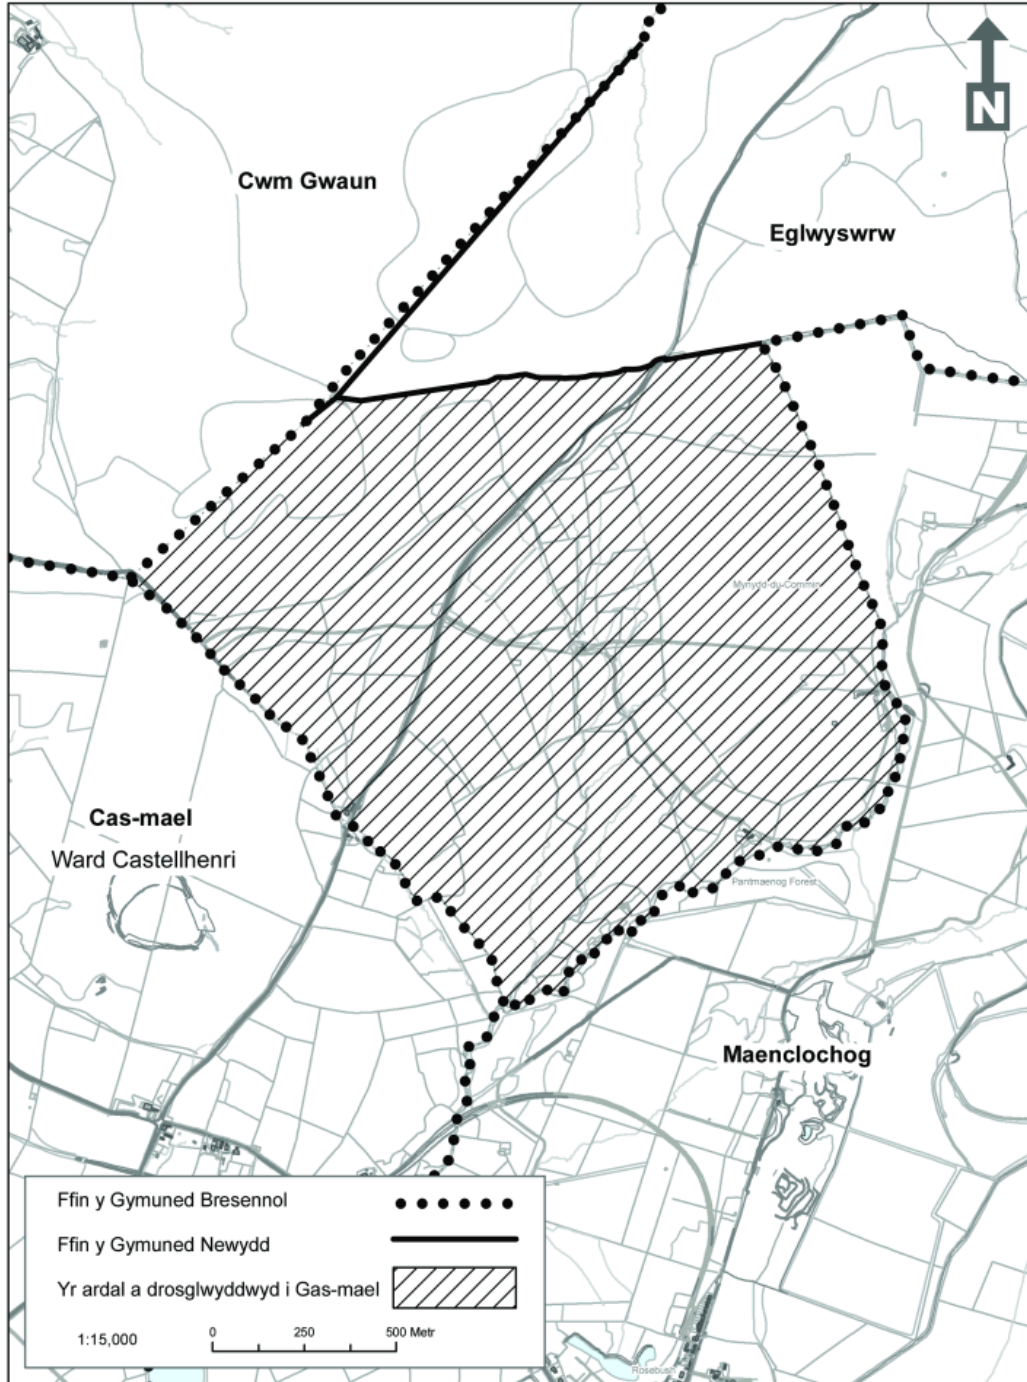 N
Cwm Gwaun
Eglwyswrw
Mynydd-du-Commin
Cas-mael
Ward Castellhenri
Pantmaenog Forest
Maenclochog
Ffin y Gymuned Bresennol
Ffin y Gymuned Newydd
Yr ardal a drosglwyddwyd i Gas-mael
1:15,000
0 250 500 Metr
Rosebush